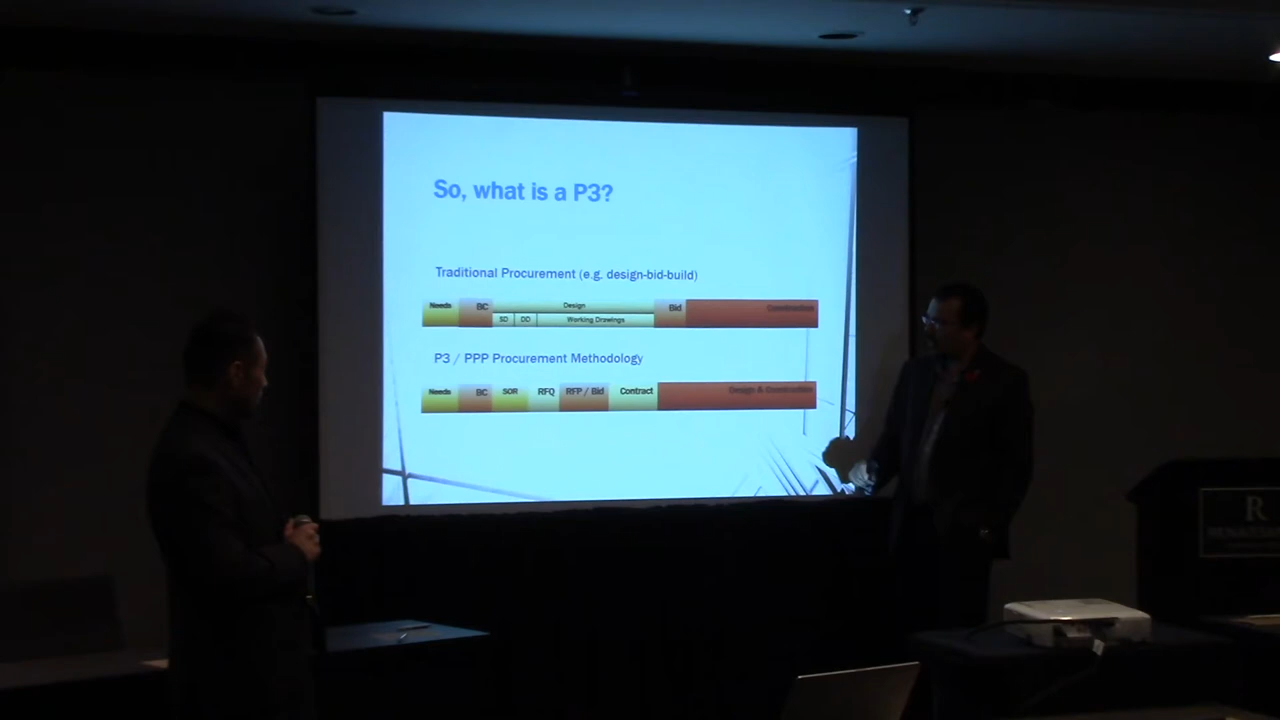 So, what is a P3?
Traditional Procurement (e.g. design-bid-build)
Needs BC Design Bid Construction
SD DD Working Drawings
P3 / PPP Procurement Methodology
Needs BC SOR RFQ RFP / Bid Contract Design & Construction
R